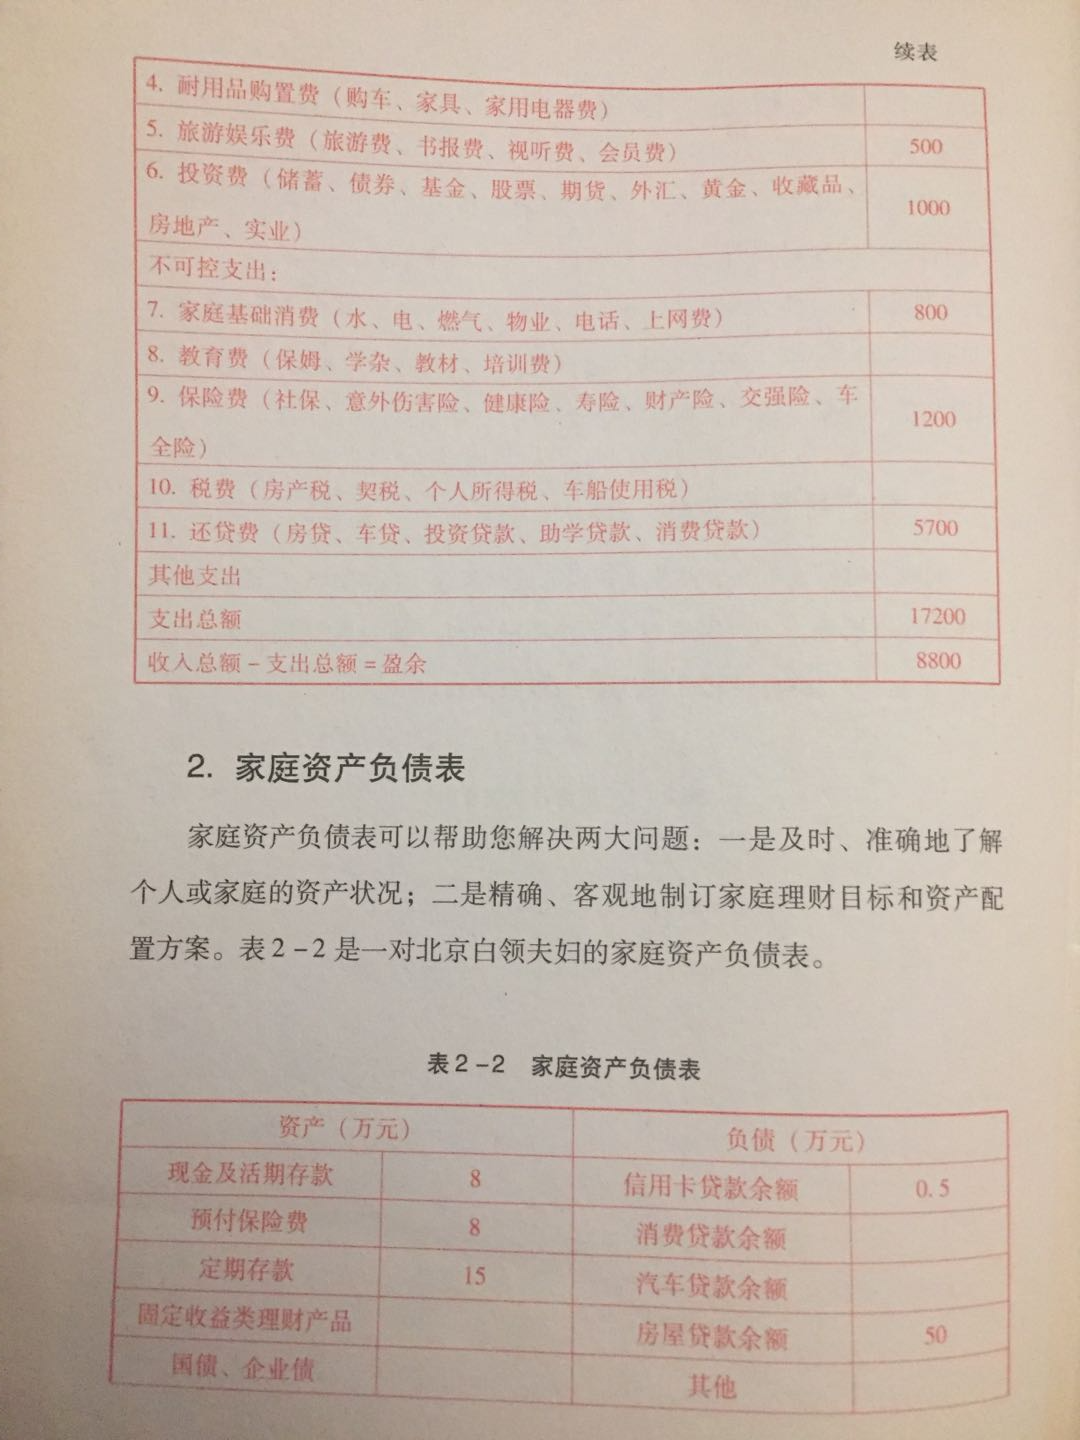 续表
4. 耐用品购置费（购车、家具、家用电器费）
5. 旅游娱乐费（旅游费、书报费、视听费、会员费） 500
6. 投资费（储蓄、债券、基金、股票、期货、外汇、黄金、收藏品、
房地产、实业） 1000
不可控支出：
7. 家庭基础消费（水、电、燃气、物业、电话、上网费） 800
8. 教育费（保姆、学杂、教材、培训费）
9. 保险费（社保、意外伤害险、健康险、寿险、财产险、交强险、车
全险） 1200
10. 税费（房产税、契税、个人所得税、车船使用税）
11. 还贷费（房贷、车贷、投资贷款、助学贷款、消费贷款） 5700
其他支出
支出总额 17200
收入总额－支出总额＝盈余 8800
2. 家庭资产负债表
家庭资产负债表可以帮助您解决两大问题：一是及时、准确地了解
个人或家庭的资产状况；二是精确、客观地制订家庭理财目标和资产配
置方案。表2－2是一对北京白领夫妇的家庭资产负债表。
表2－2 家庭资产负债表
资产（万元） 负债（万元）
现金及活期存款 8 信用卡贷款余额 0.5
预付保险费 8 消费贷款余额
定期存款 15 汽车贷款余额
固定收益类理财产品 房屋贷款余额 50
国债、企业债 其他